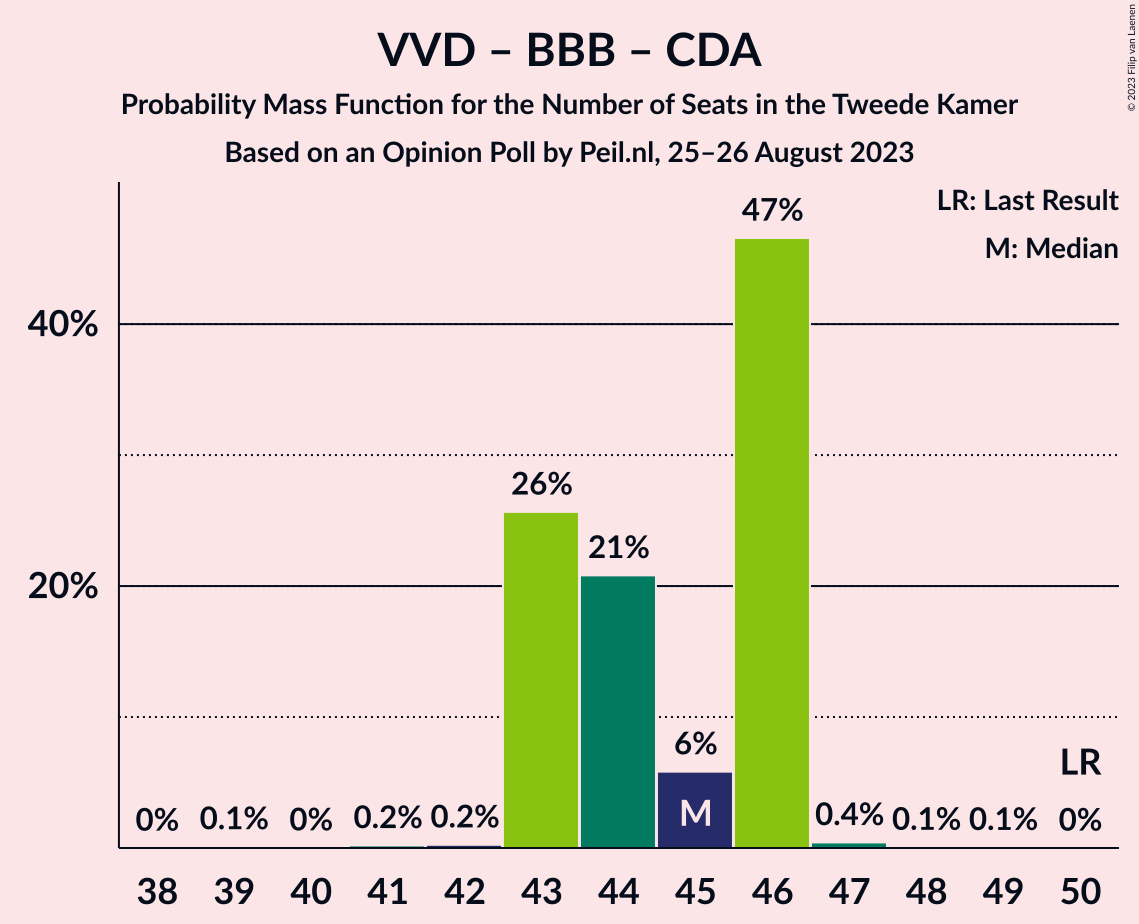 VVD – BBB – CDA
Probability Mass Function for the Number of Seats in the Tweede Kamer
Based on an Opinion Poll by Peil.nl, 25–26 August 2023
© 2023 Filip van Laenen
LR: Last Result
M: Median
47%
40%
26%
21%
20%
6%
LR
0% 0.1% 0% 0.2% 0.2% M 0.4% 0.1% 0.1% 0%
38 39 40 41 42 43 44 45 46 47 48 49 50